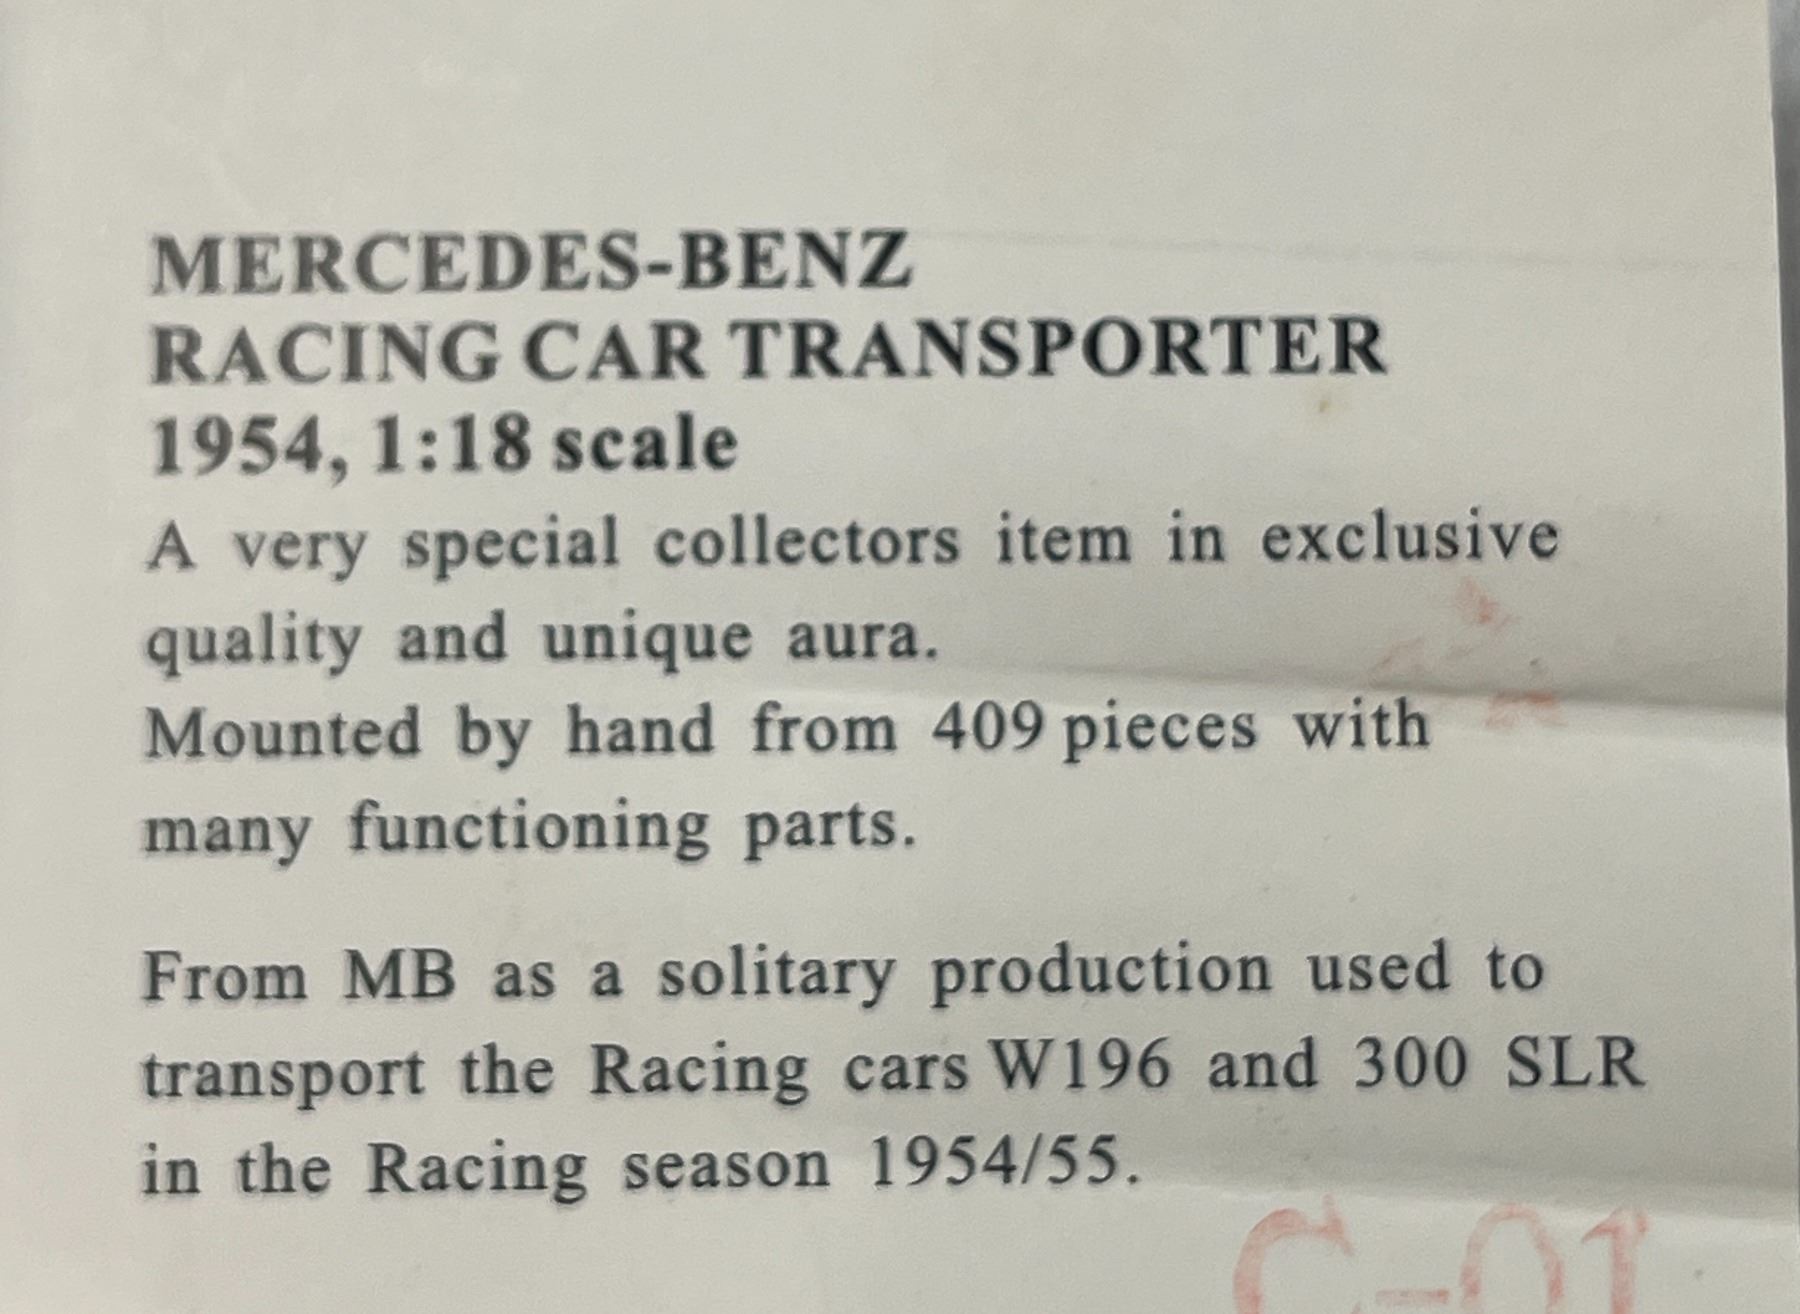 MERCEDES-BENZ
RACING CAR TRANSPORTER
1954, 1:18 scale
A very special collectors item in exclusive
quality and unique aura.
Mounted by hand from 409 pieces with
many functioning parts.
From MB as a solitary production used to
transport the Racing cars W196 and 300 SLR
in the Racing season 1954/55.
C-01